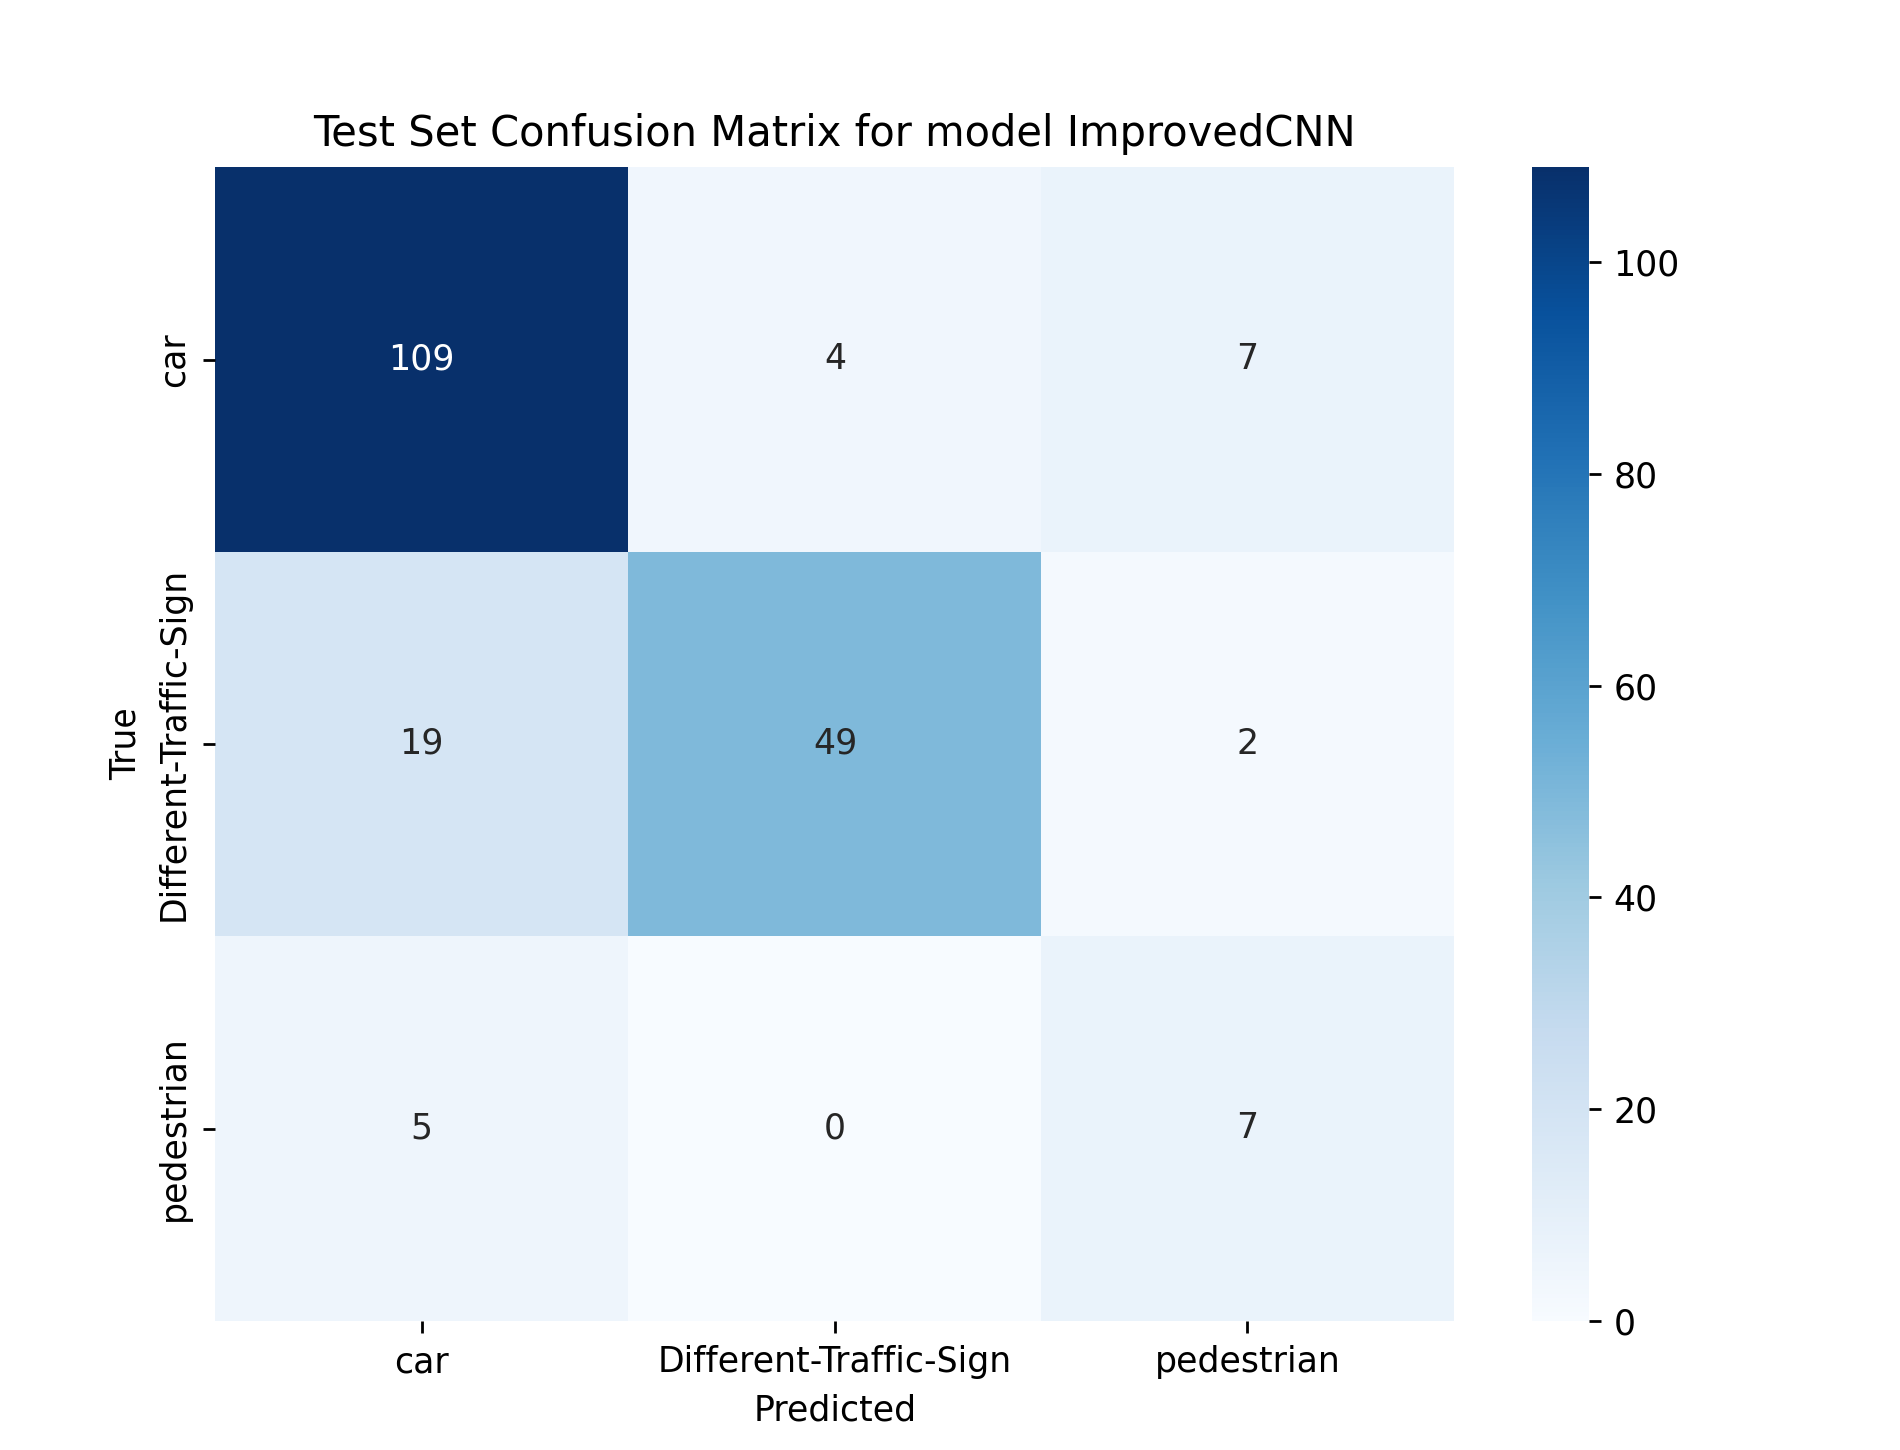 Test Set Confusion Matrix for model ImprovedCNN
True
car
109
4
7
Different-Traffic-Sign
19
49
2
pedestrian
5
0
7
car
Different-Traffic-Sign
pedestrian
Predicted
100
80
60
40
20
0